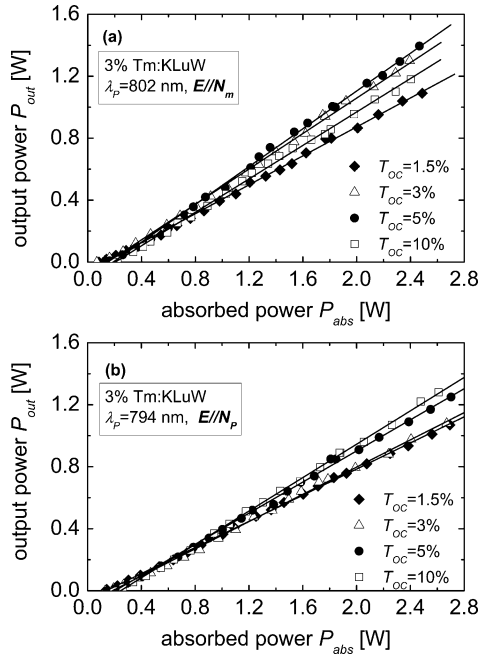 (a)
3% Tm:KLuW
λP=802 nm, E//Nm
output power Pout [W]
1.6
1.2
0.8
0.4
0.0
TOC=1.5%
TOC=3%
TOC=5%
TOC=10%
0.0 0.4 0.8 1.2 1.6 2.0 2.4 2.8
absorbed power Pabs [W]
(b)
3% Tm:KLuW
λP=794 nm, E//NP
output power Pout [W]
1.6
1.2
0.8
0.4
0.0
TOC=1.5%
TOC=3%
TOC=5%
TOC=10%
0.0 0.4 0.8 1.2 1.6 2.0 2.4 2.8
absorbed power Pabs [W]